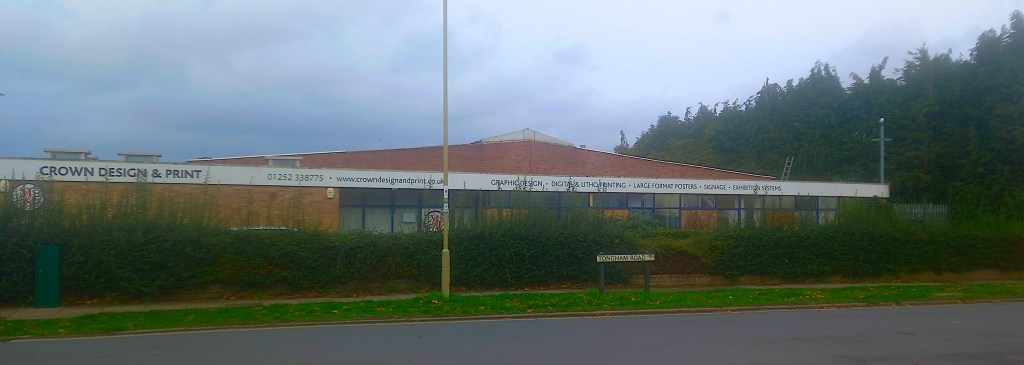 CROWN DESIGN & PRINT
01252 338775 • www.crowndesignandprint.co.uk
GRAPHIC DESIGN • DIGITAL & LITHO PRINTING • LARGE FORMAT POSTERS • SIGNAGE • EXHIBITION SYSTEMS
TONGHAM ROAD